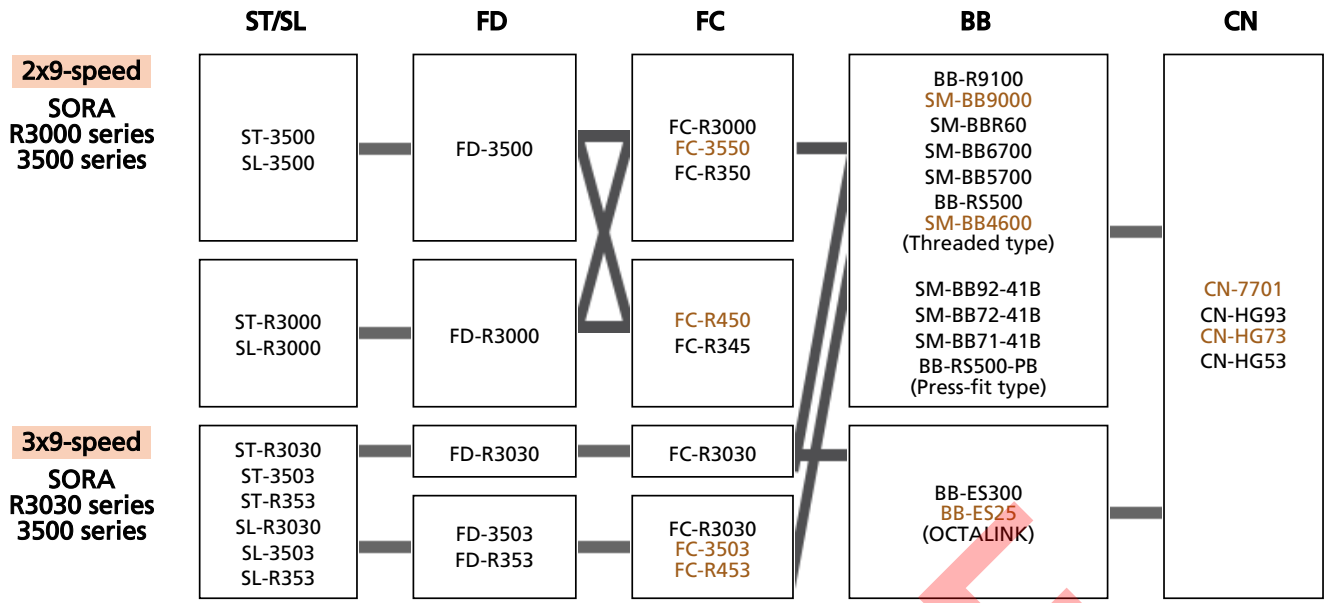 ST/SL
FD
FC
BB
CN
2x9-speed
SORA
R3000 series
3500 series
ST-3500
SL-3500
FD-3500
FC-R3000
FC-3550
FC-R350
BB-R9100
SM-BB9000
SM-BBR60
SM-BB6700
SM-BB5700
BB-RS500
SM-BB4600
(Threaded type)
SM-BB92-41B
SM-BB72-41B
SM-BB71-41B
BB-RS500-PB
(Press-fit type)
CN-7701
CN-HG93
CN-HG73
CN-HG53
ST-R3000
SL-R3000
FD-R3000
FC-R450
FC-R345
3x9-speed
SORA
R3030 series
3500 series
ST-R3030
ST-3503
ST-R353
SL-R3030
SL-3503
SL-R353
FD-R3030
FC-R3030
FD-3503
FD-R353
FC-R3030
FC-3503
FC-R453
BB-ES300
BB-ES25
(OCTALINK)